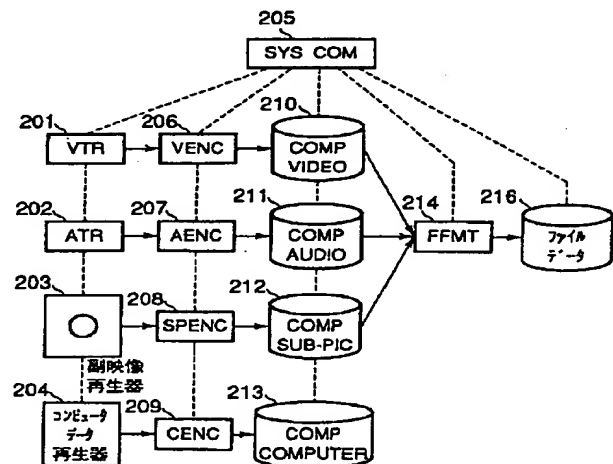 205
SYS COM
201
206
210
VTR
VENC
COMP
VIDEO
202
207
211
214
216
ATR
AENC
COMP
AUDIO
FFMT
ファイル
データ
203
208
212
SPENC
COMP
SUB-PIC
副映像
再生器
204
209
213
コンピュータ
データ
再生器
CENC
COMP
COMPUTER